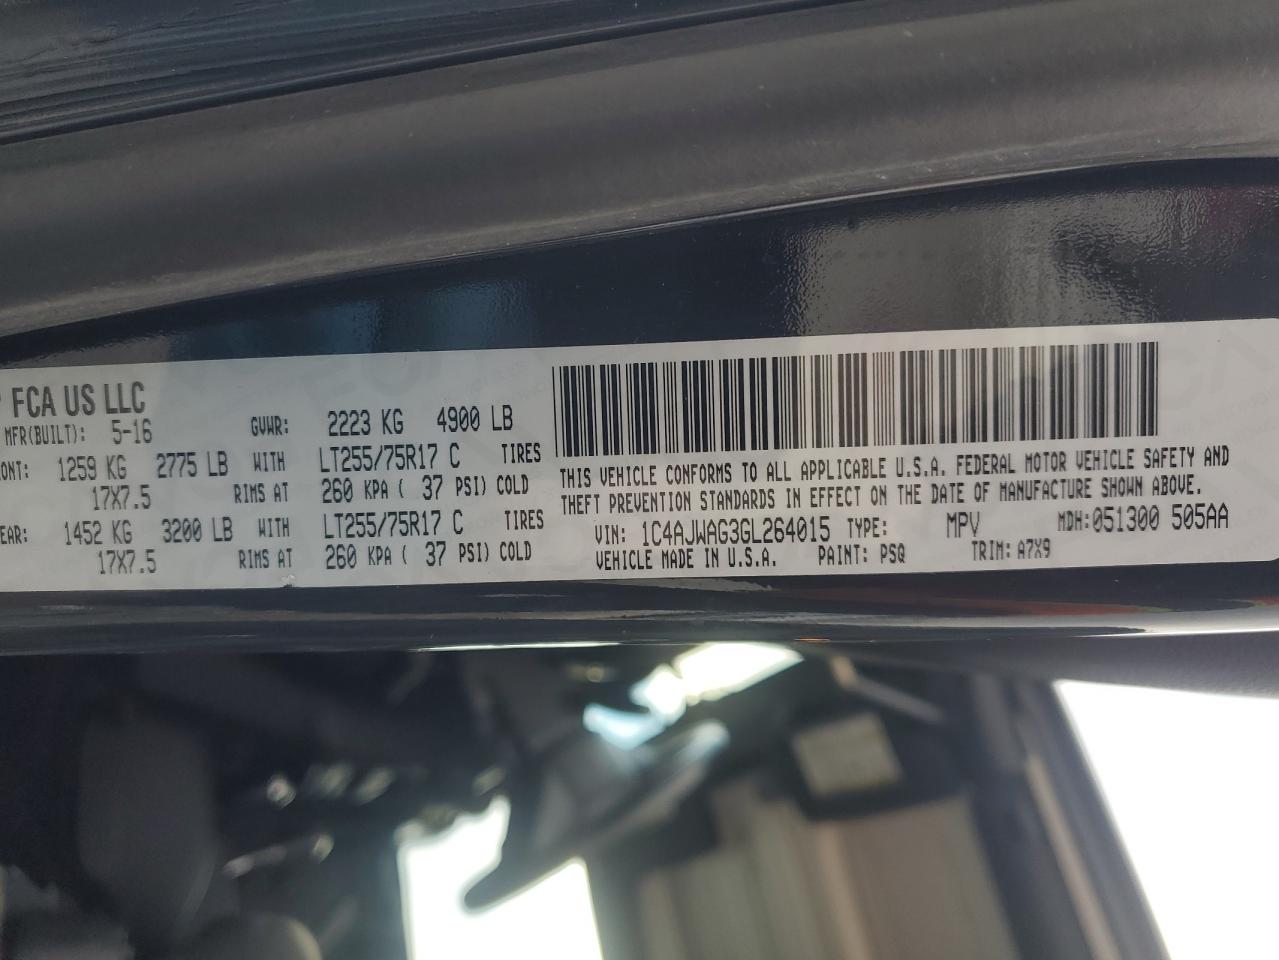 FCA US LLC
MFR(BUILT): 5-16 GVWR: 2223 KG 4900 LB
ONT: 1259 KG 2775 LB WITH LT255/75R17 C TIRES
17X7.5 RIMS AT 260 KPA ( 37 PSI) COLD
EAR: 1452 KG 3200 LB WITH LT255/75R17 C TIRES
17X7.5 RIMS AT 260 KPA ( 37 PSI) COLD
THIS VEHICLE CONFORMS TO ALL APPLICABLE U.S.A. FEDERAL MOTOR VEHICLE SAFETY AND
THEFT PREVENTION STANDARDS IN EFFECT ON THE DATE OF MANUFACTURE SHOWN ABOVE.
VIN: 1C4AJWAG3GL264015 TYPE: MPV MDH:051300 505AA
VEHICLE MADE IN U.S.A. PAINT: PSQ TRIM: A7X9